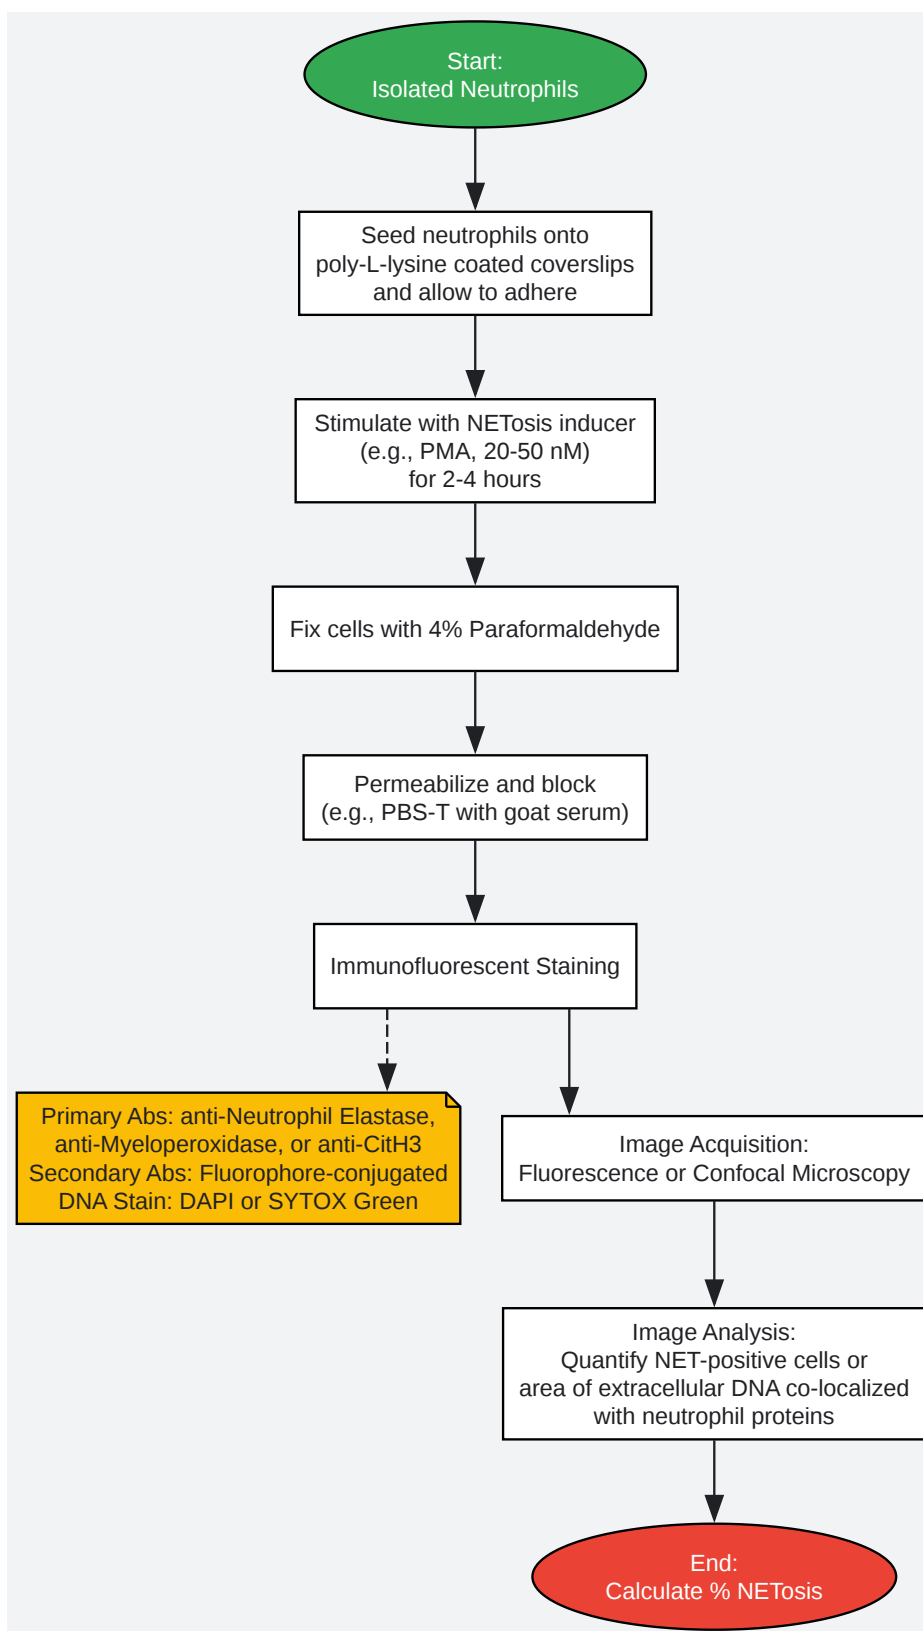 Start:
Isolated Neutrophils
Seed neutrophils onto
poly-L-lysine coated coverslips
and allow to adhere
Stimulate with NETosis inducer
(e.g., PMA, 20-50 nM)
for 2-4 hours
Fix cells with 4% Paraformaldehyde
Permeabilize and block
(e.g., PBS-T with goat serum)
Immunofluorescent Staining
Primary Abs: anti-Neutrophil Elastase,
anti-Myeloperoxidase, or anti-CitH3
Secondary Abs: Fluorophore-conjugated
DNA Stain: DAPI or SYTOX Green
Image Acquisition:
Fluorescence or Confocal Microscopy
Image Analysis:
Quantify NET-positive cells or
area of extracellular DNA co-localized
with neutrophil proteins
End:
Calculate % NETosis